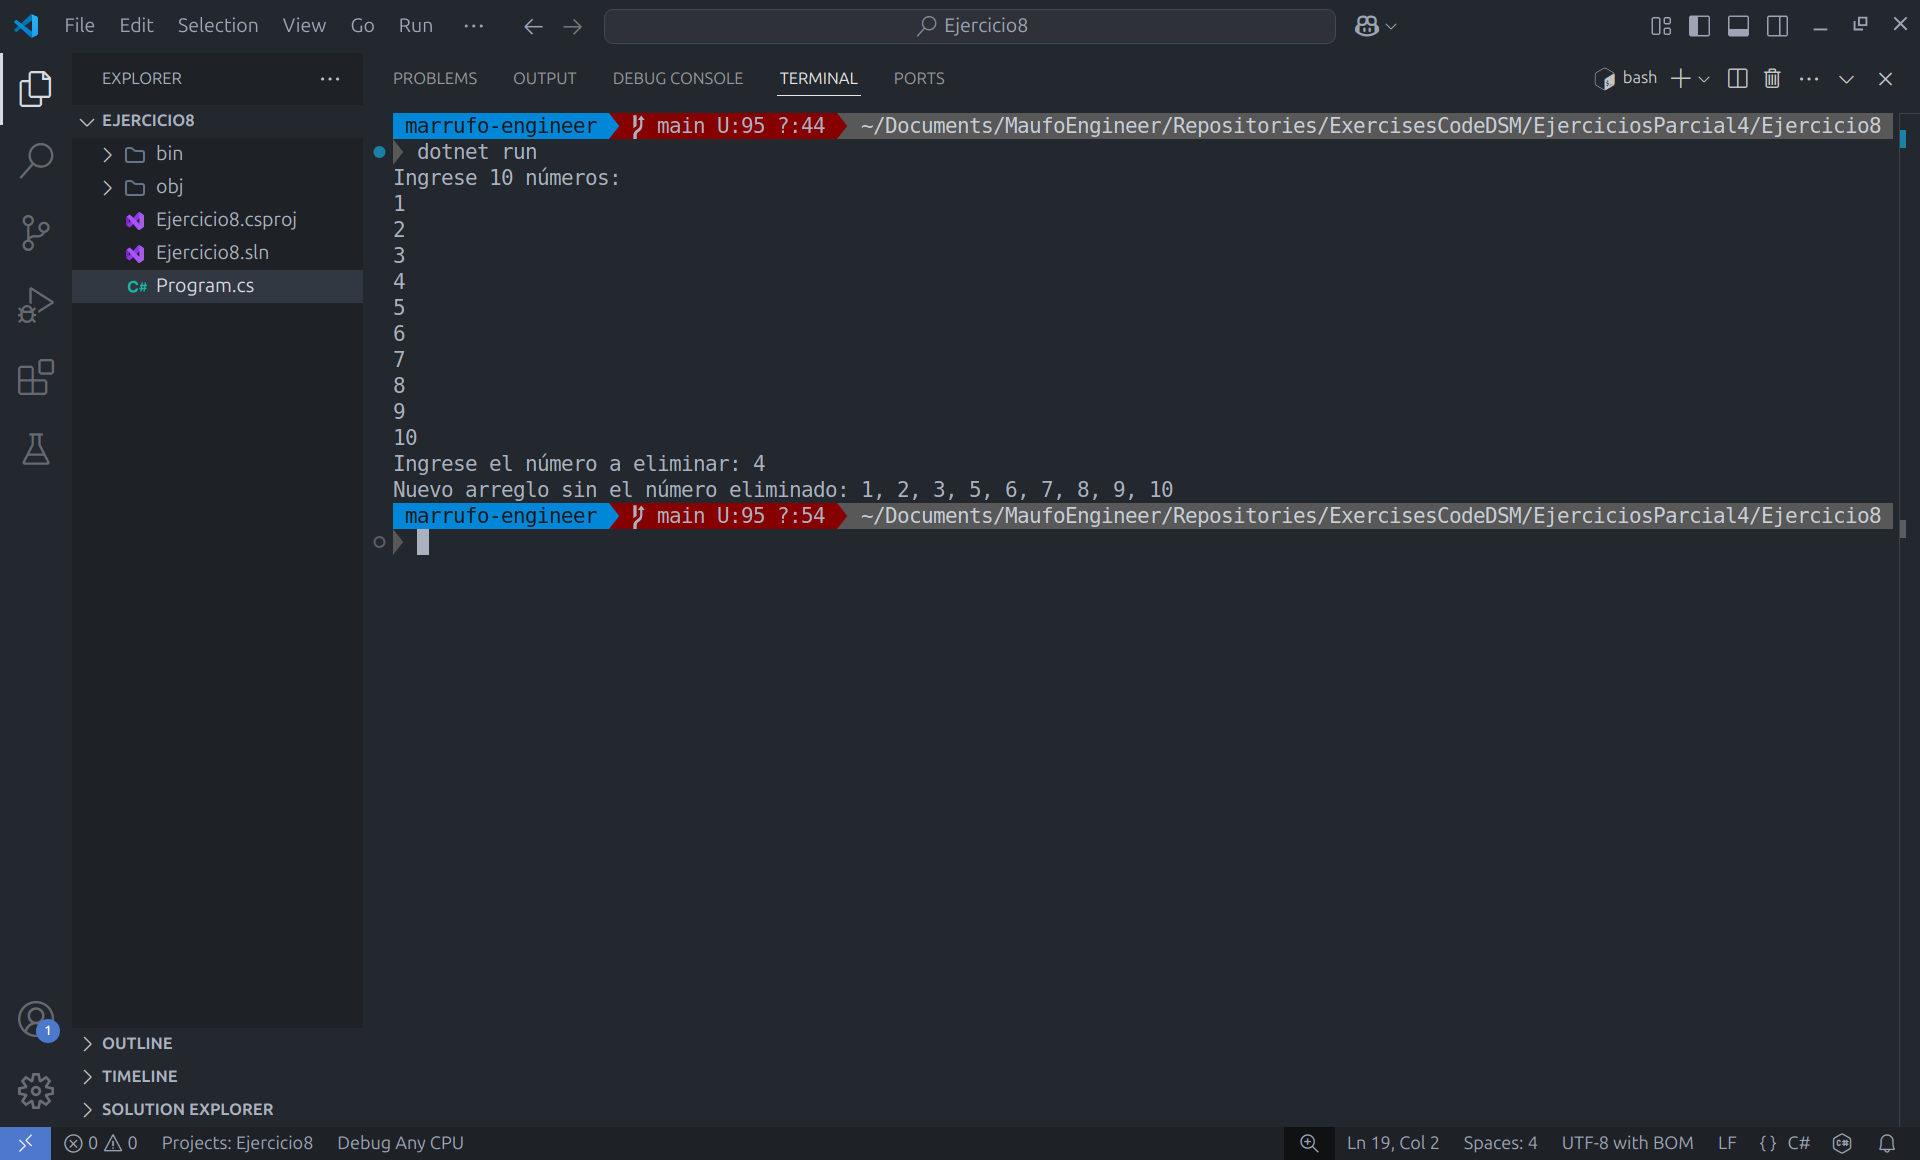 File Edit Selection View Go Run ··· Ejercicio8
EXPLORER ···
EJERCICIO8
bin
obj
Ejercicio8.csproj
Ejercicio8.sln
C# Program.cs
OUTLINE
TIMELINE
SOLUTION EXPLORER
1
PROBLEMS OUTPUT DEBUG CONSOLE TERMINAL PORTS bash
marrufo-engineer main U:95 ?:44 ~/Documents/MaufoEngineer/Repositories/ExercisesCodeDSM/EjerciciosParcial4/Ejercicio8
dotnet run
Ingrese 10 números:
1
2
3
4
5
6
7
8
9
10
Ingrese el número a eliminar: 4
Nuevo arreglo sin el número eliminado: 1, 2, 3, 5, 6, 7, 8, 9, 10
marrufo-engineer main U:95 ?:54 ~/Documents/MaufoEngineer/Repositories/ExercisesCodeDSM/EjerciciosParcial4/Ejercicio8
0 0 Projects: Ejercicio8 Debug Any CPU Ln 19, Col 2 Spaces: 4 UTF-8 with BOM LF {} C#